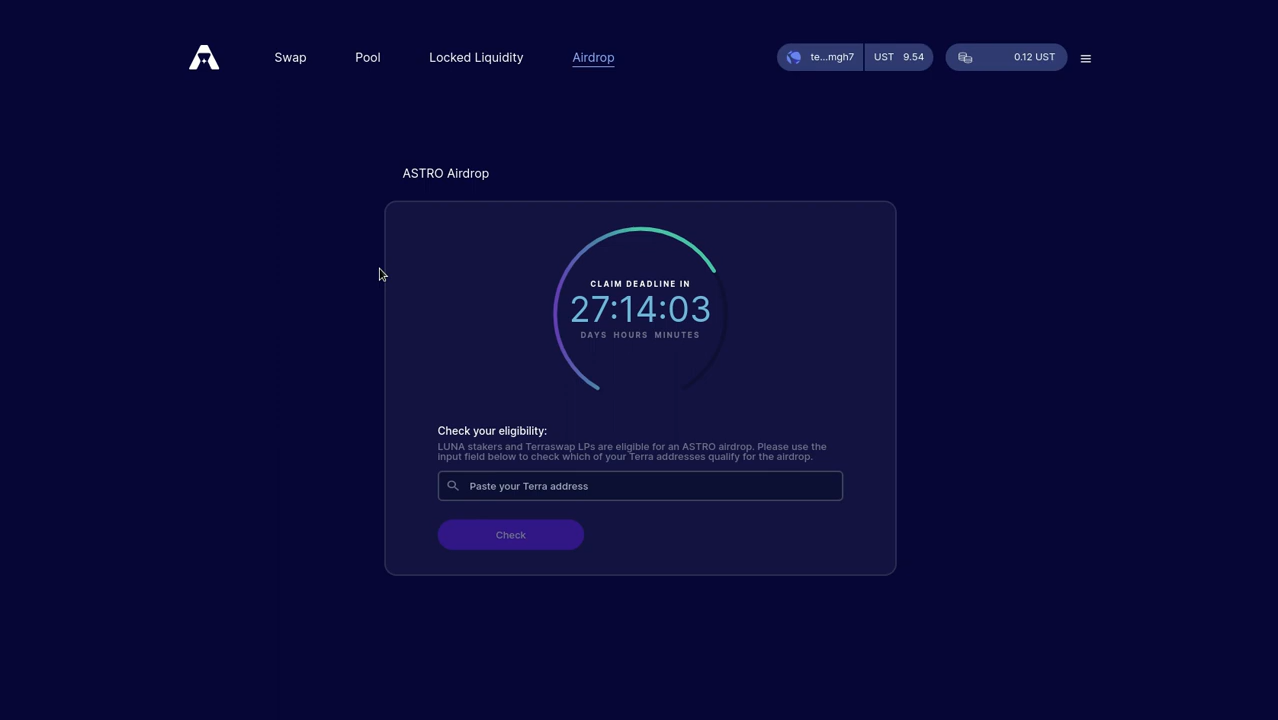 Swap Pool Locked Liquidity Airdrop te...mgh7 UST 9.54 0.12 UST
ASTRO Airdrop
CLAIM DEADLINE IN
27:14:03
DAYS HOURS MINUTES
Check your eligibility:
LUNA stakers and Terraswap LPs are eligible for an ASTRO airdrop. Please use the
input field below to check which of your Terra addresses qualify for the airdrop.
Paste your Terra address
Check